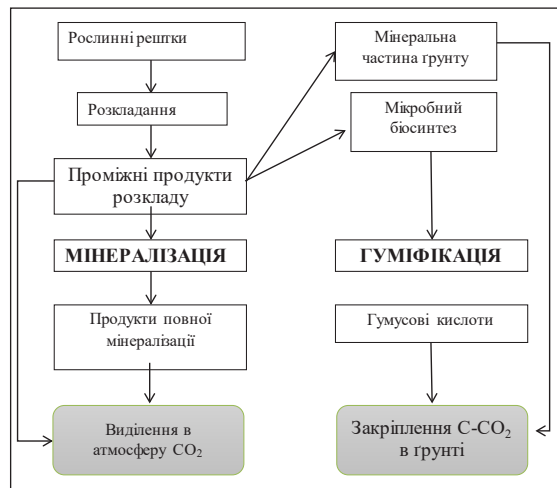 Рослинні рештки
Розкладання
Проміжні продукти
розкладу
МІНЕРАЛІЗАЦІЯ
Продукти повної
мінералізації
Виділення в
атмосферу CO₂
Мінеральна
частина ґрунту
Мікробний
біосинтез
ГУМІФІКАЦІЯ
Гумусові кислоти
Закріплення С-CO₂
в ґрунті